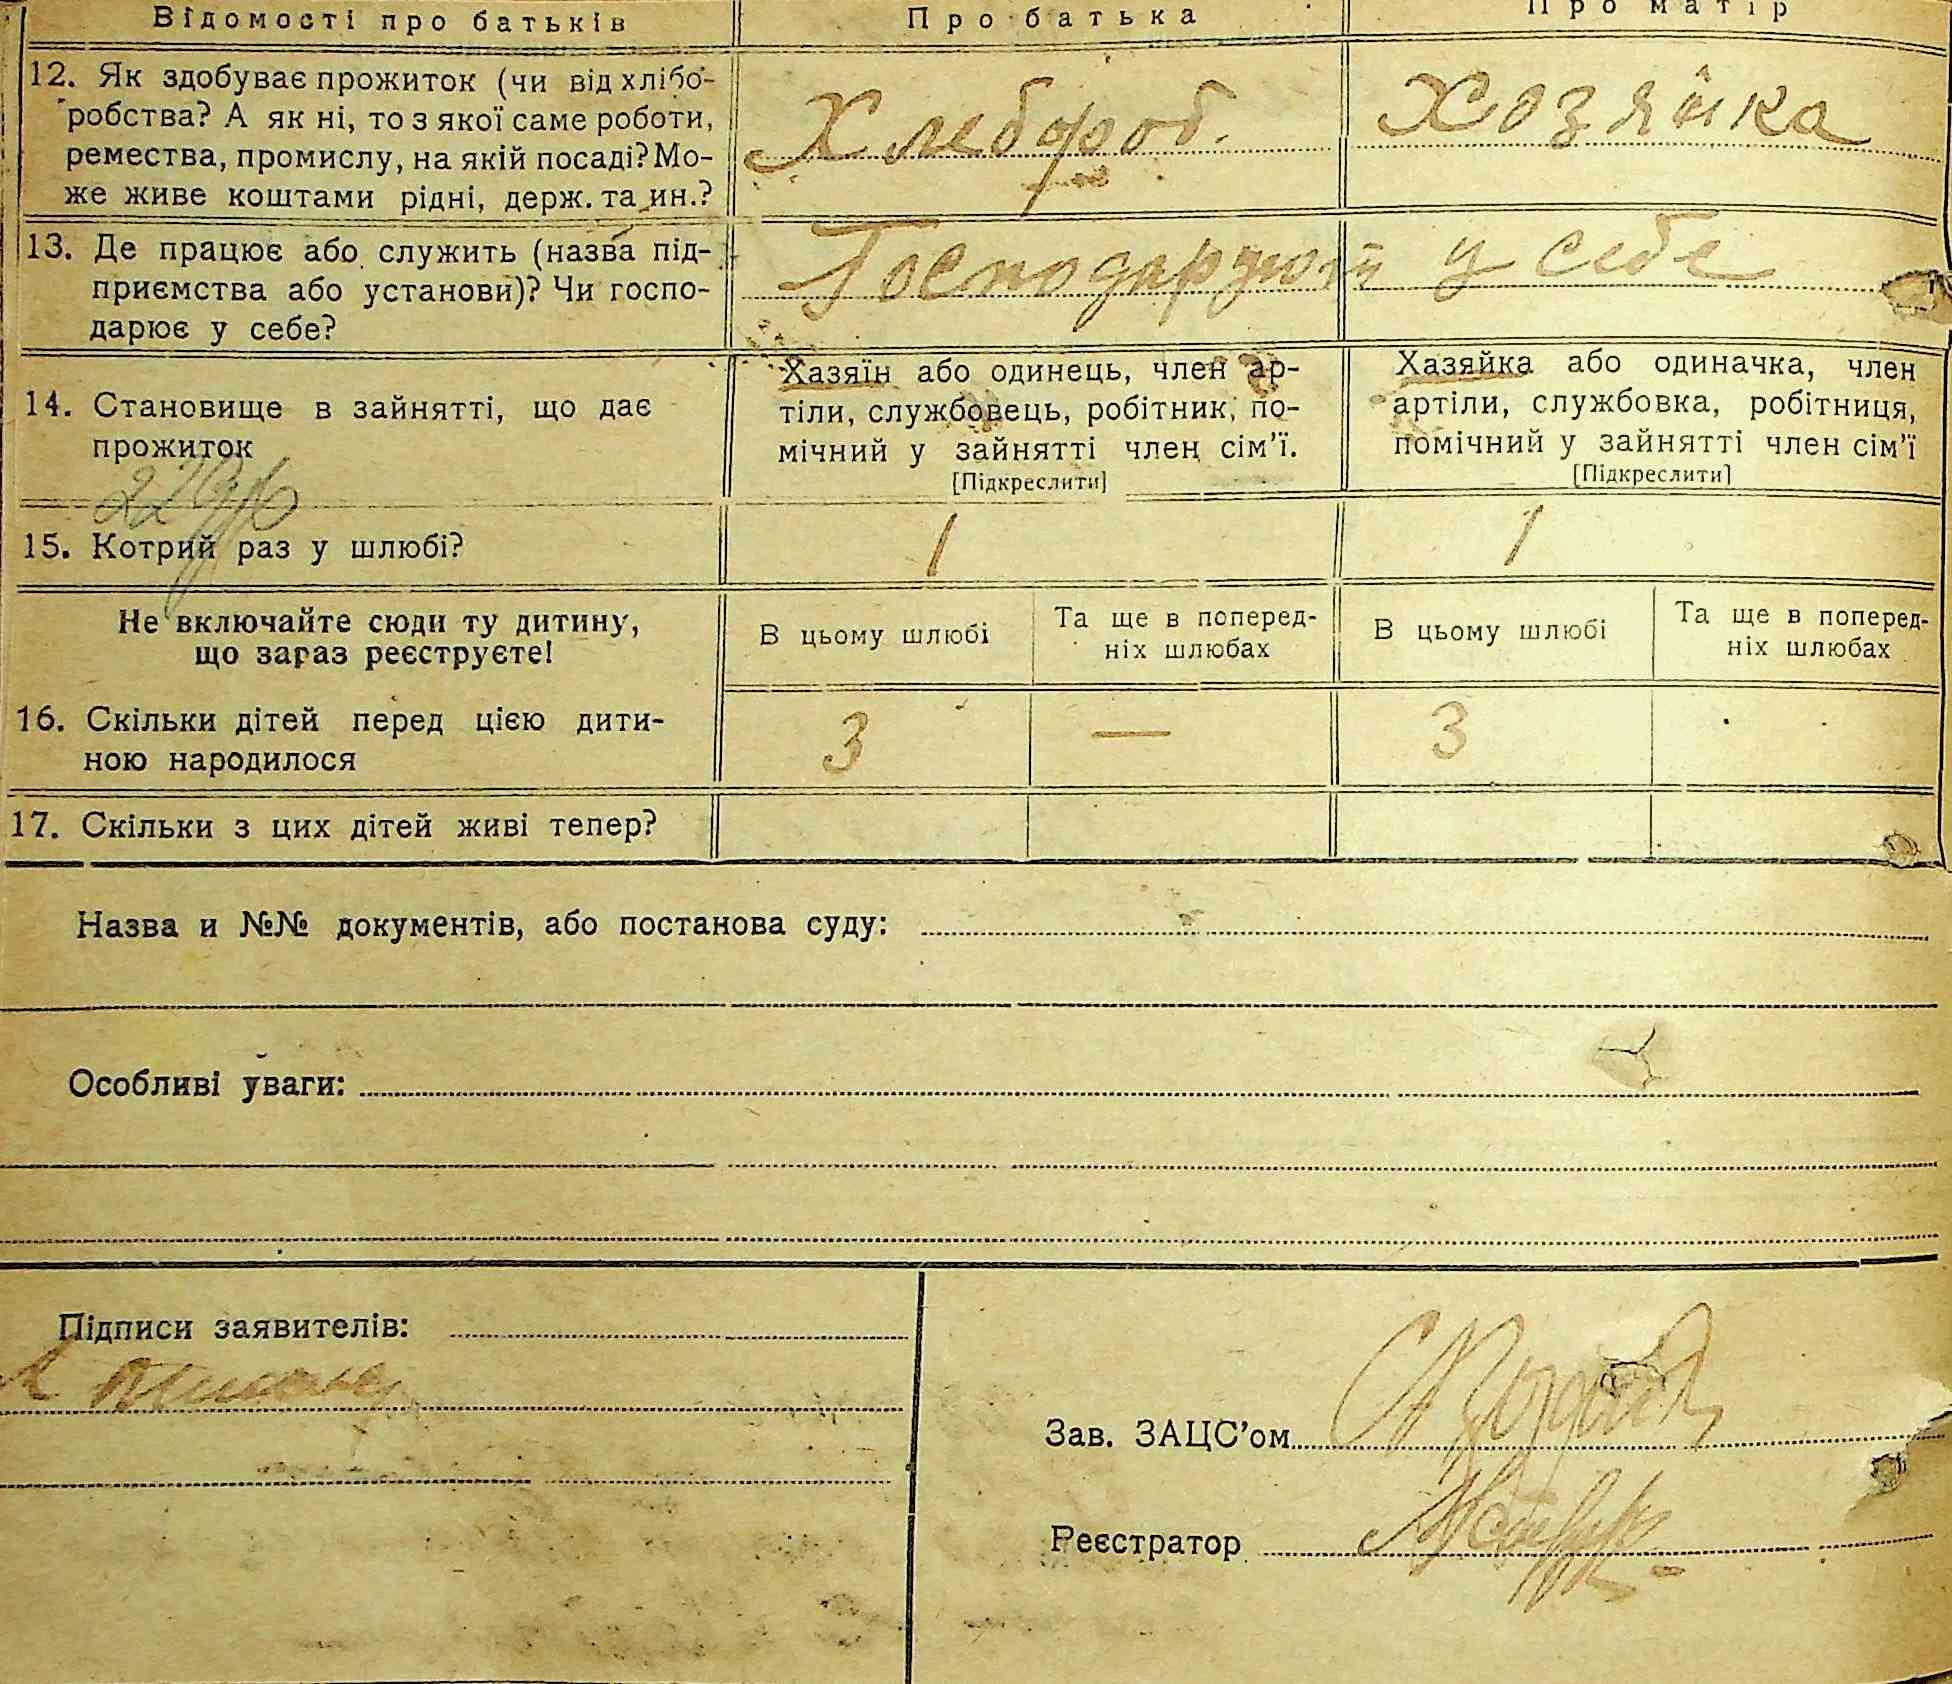 Відомості про батьків
Про батька
Про матір
12. Як здобуває прожиток (чи від хлібо-
робства? А як ні, то з якої саме роботи,
ремества, промислу, на якій посаді? Мо-
же живе коштами рідні, держ. та ин.?
Хлебороб.
Хозяйка
13. Де працює або служить (назва під-
приємства або установи)? Чи госпо-
дарює у себе?
Господарують у себе
14. Становище в зайнятті, що дає
прожиток
Хазяїн або одинець, член ар-
тіли, службовець, робітник, по-
мічний у зайнятті член сім'ї.
[Підкреслити]
Хазяйка або одиначка, член
артіли, службовка, робітниця,
помічний у зайнятті член сім'ї
[Підкреслити]
15. Котрий раз у шлюбі?
1
1
Не включайте сюди ту дитину,
що зараз реєструєте!
В цьому шлюбі
Та ще в поперед-
ніх шлюбах
В цьому шлюбі
Та ще в поперед-
ніх шлюбах
16. Скільки дітей перед цією дити-
ною народилося
3
—
3
17. Скільки з цих дітей живі тепер?
Назва и №№ документів, або постанова суду:
Особливі уваги:
Підписи заявителів:
Зав. ЗАЦС'ом
Реєстратор